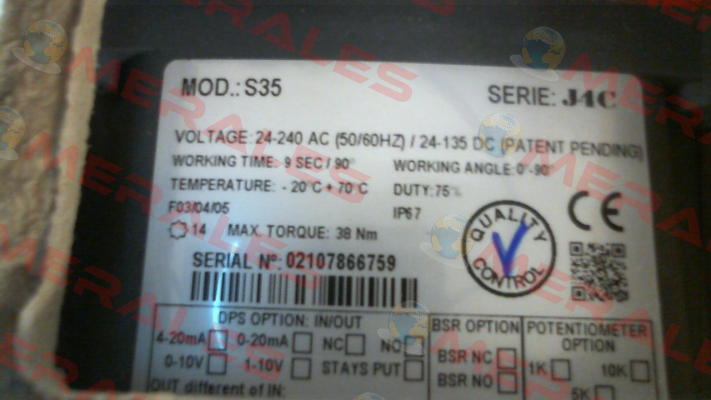 MOD.: S35 SERIE: J4C
VOLTAGE: 24-240 AC (50/60HZ) / 24-135 DC (PATENT PENDING)
WORKING TIME: 9 SEC / 90° WORKING ANGLE: 0°-90°
TEMPERATURE: - 20°C + 70°C DUTY: 75%
F03/04/05 IP67
14 MAX. TORQUE: 38 Nm
QUALITY CONTROL
CE
SERIAL Nº: 02107866759
DPS OPTION: IN/OUT BSR OPTION POTENTIOMETER OPTION
4-20mA 0-20mA NC NO BSR NC 1K 10K
0-10V 1-10V STAYS PUT BSR NO 5K
OUT different of IN:
MERALES